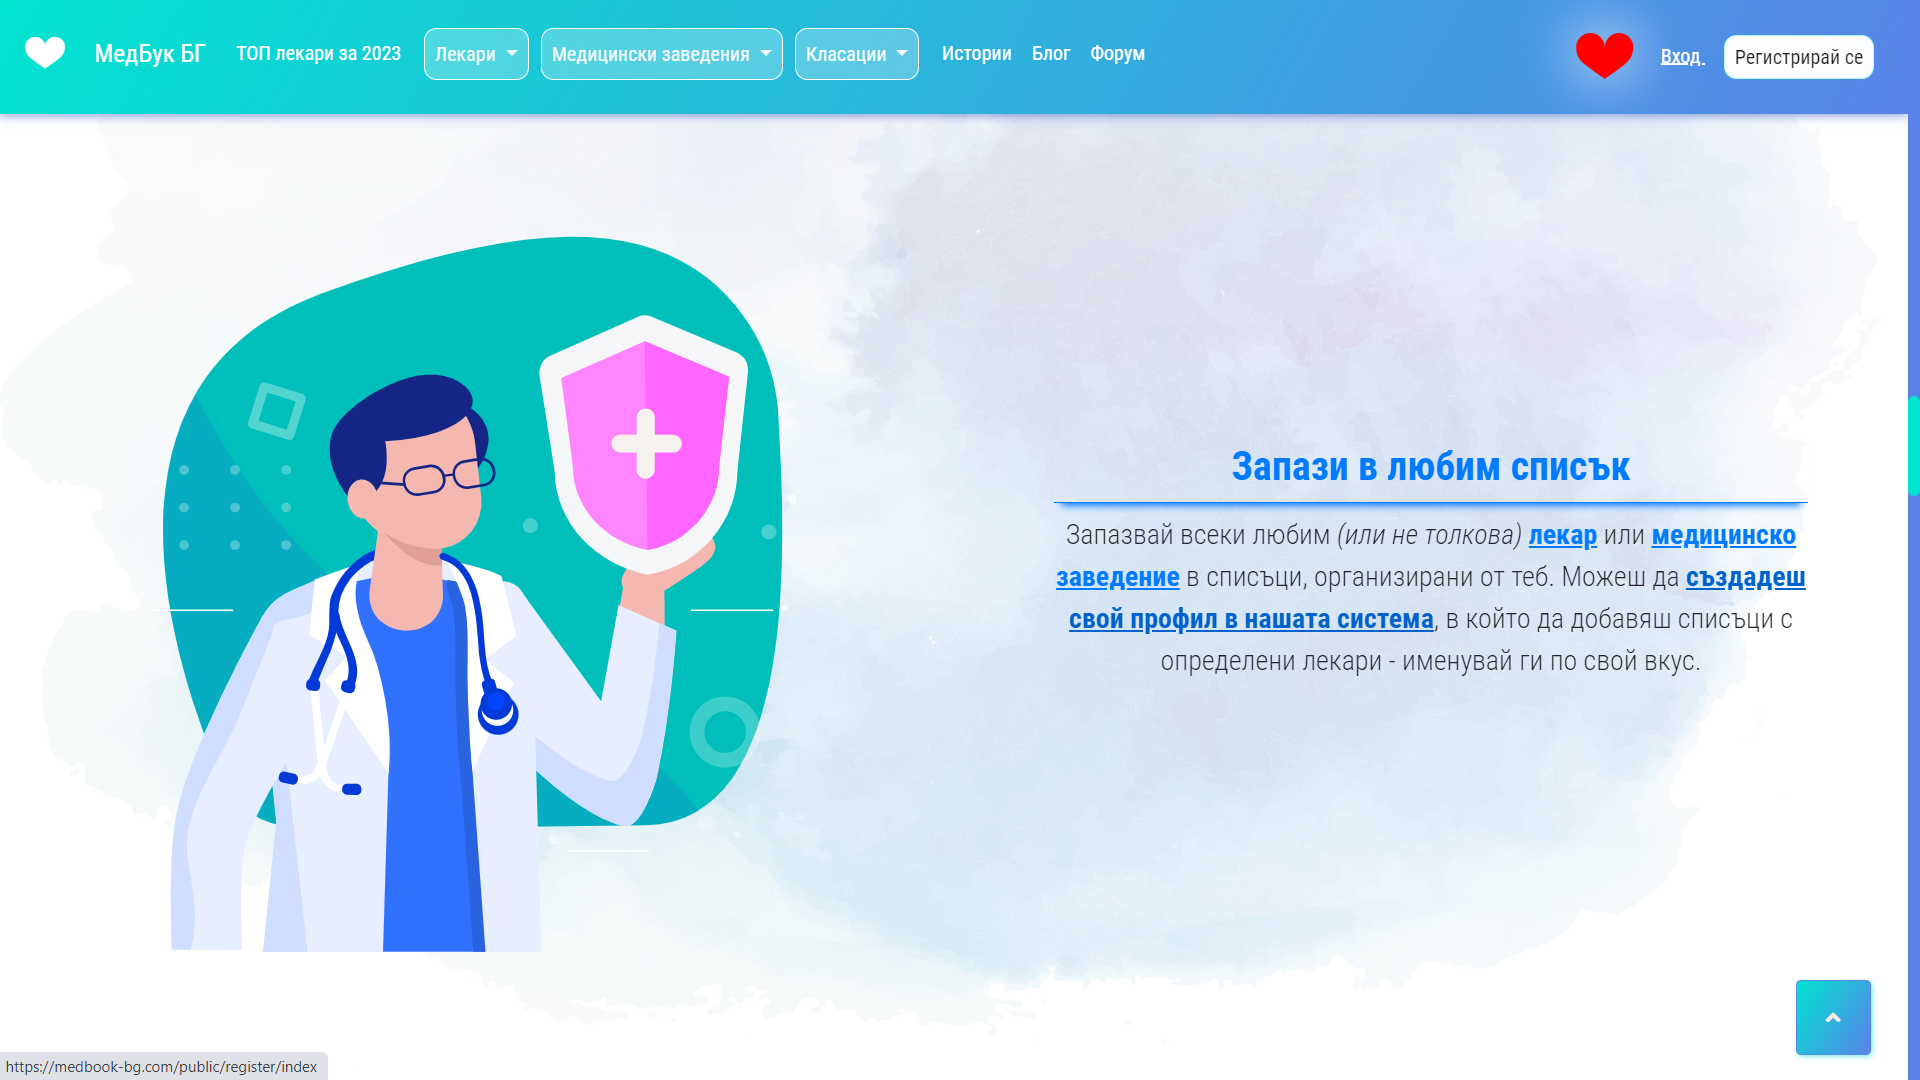 МедБук БГ ТОП лекари за 2023 Лекари Медицински заведения Класации Истории Блог Форум Вход Регистрирай се
Запази в любим списък
Запазвай всеки любим (или не толкова) лекар или медицинско
заведение в списъци, организирани от теб. Можеш да създадеш
свой профил в нашата система, в който да добавяш списъци с
определени лекари - именувай ги по свой вкус.
https://medbook-bg.com/public/register/index